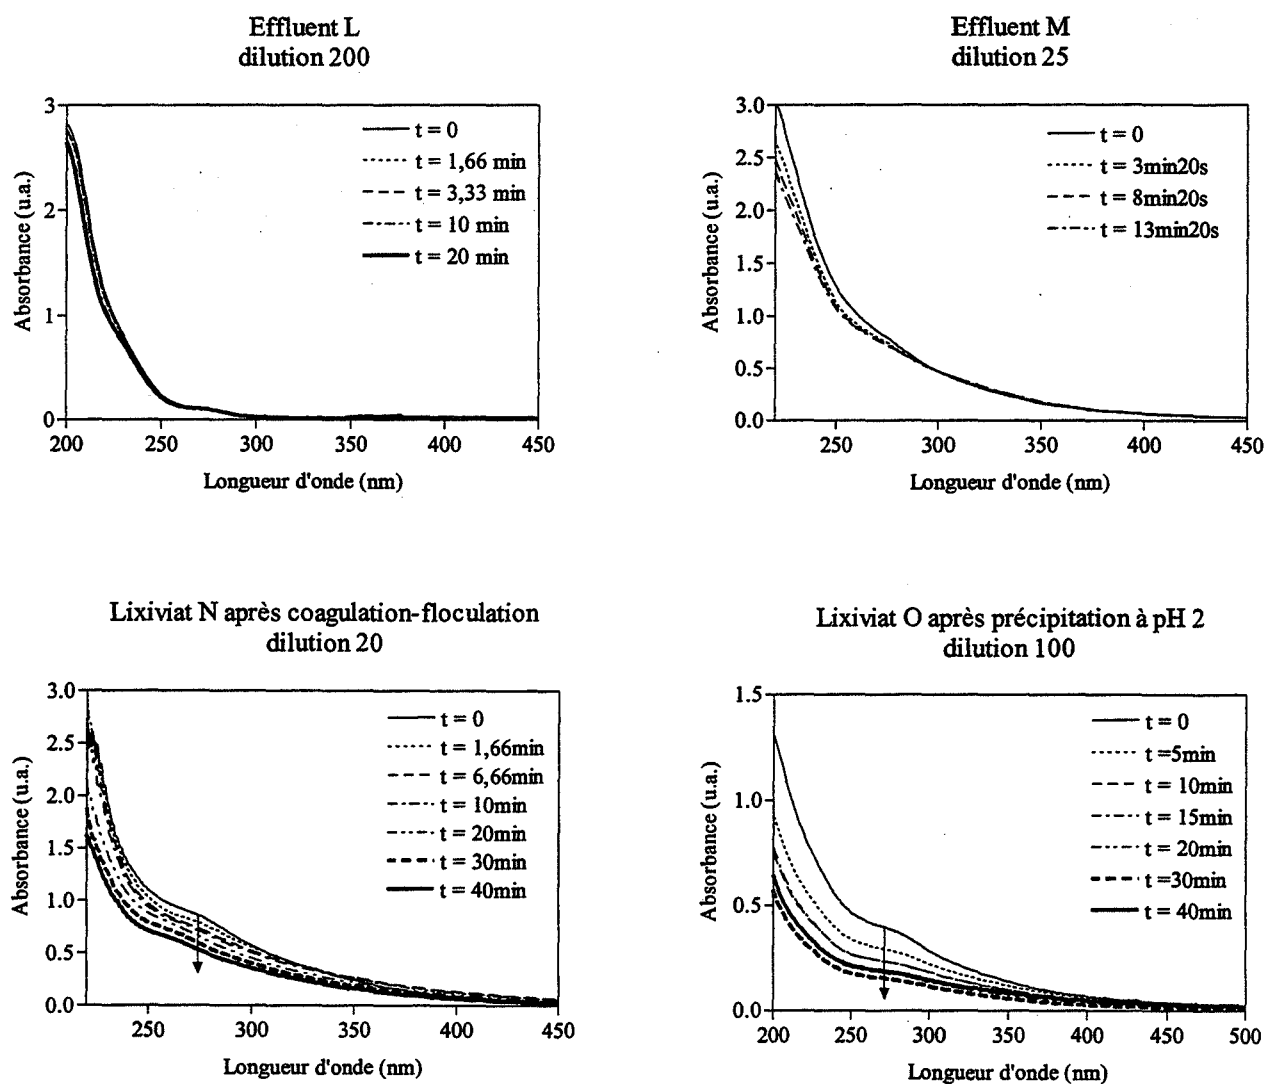 Effluent L
dilution 200
3
2
1
0
200
250
300
350
400
450
Absorbance (u.a.)
Longueur d'onde (nm)
t = 0
t = 1,66 min
t = 3,33 min
t = 10 min
t = 20 min
Effluent M
dilution 25
3.0
2.5
2.0
1.5
1.0
0.5
0.0
250
300
350
400
450
Absorbance (u.a.)
Longueur d'onde (nm)
t = 0
t = 3min20s
t = 8min20s
t = 13min20s
Lixiviat N après coagulation-floculation
dilution 20
3.0
2.5
2.0
1.5
1.0
0.5
0.0
250
300
350
400
450
Absorbance (u.a.)
Longueur d'onde (nm)
t = 0
t = 1,66min
t = 6,66min
t = 10min
t = 20min
t = 30min
t = 40min
Lixiviat O après précipitation à pH 2
dilution 100
1.5
1.0
0.5
0.0
200
250
300
350
400
450
500
Absorbance (u.a.)
Longueur d'onde (nm)
t = 0
t =5min
t = 10min
t = 15min
t = 20min
t =30min
t = 40min